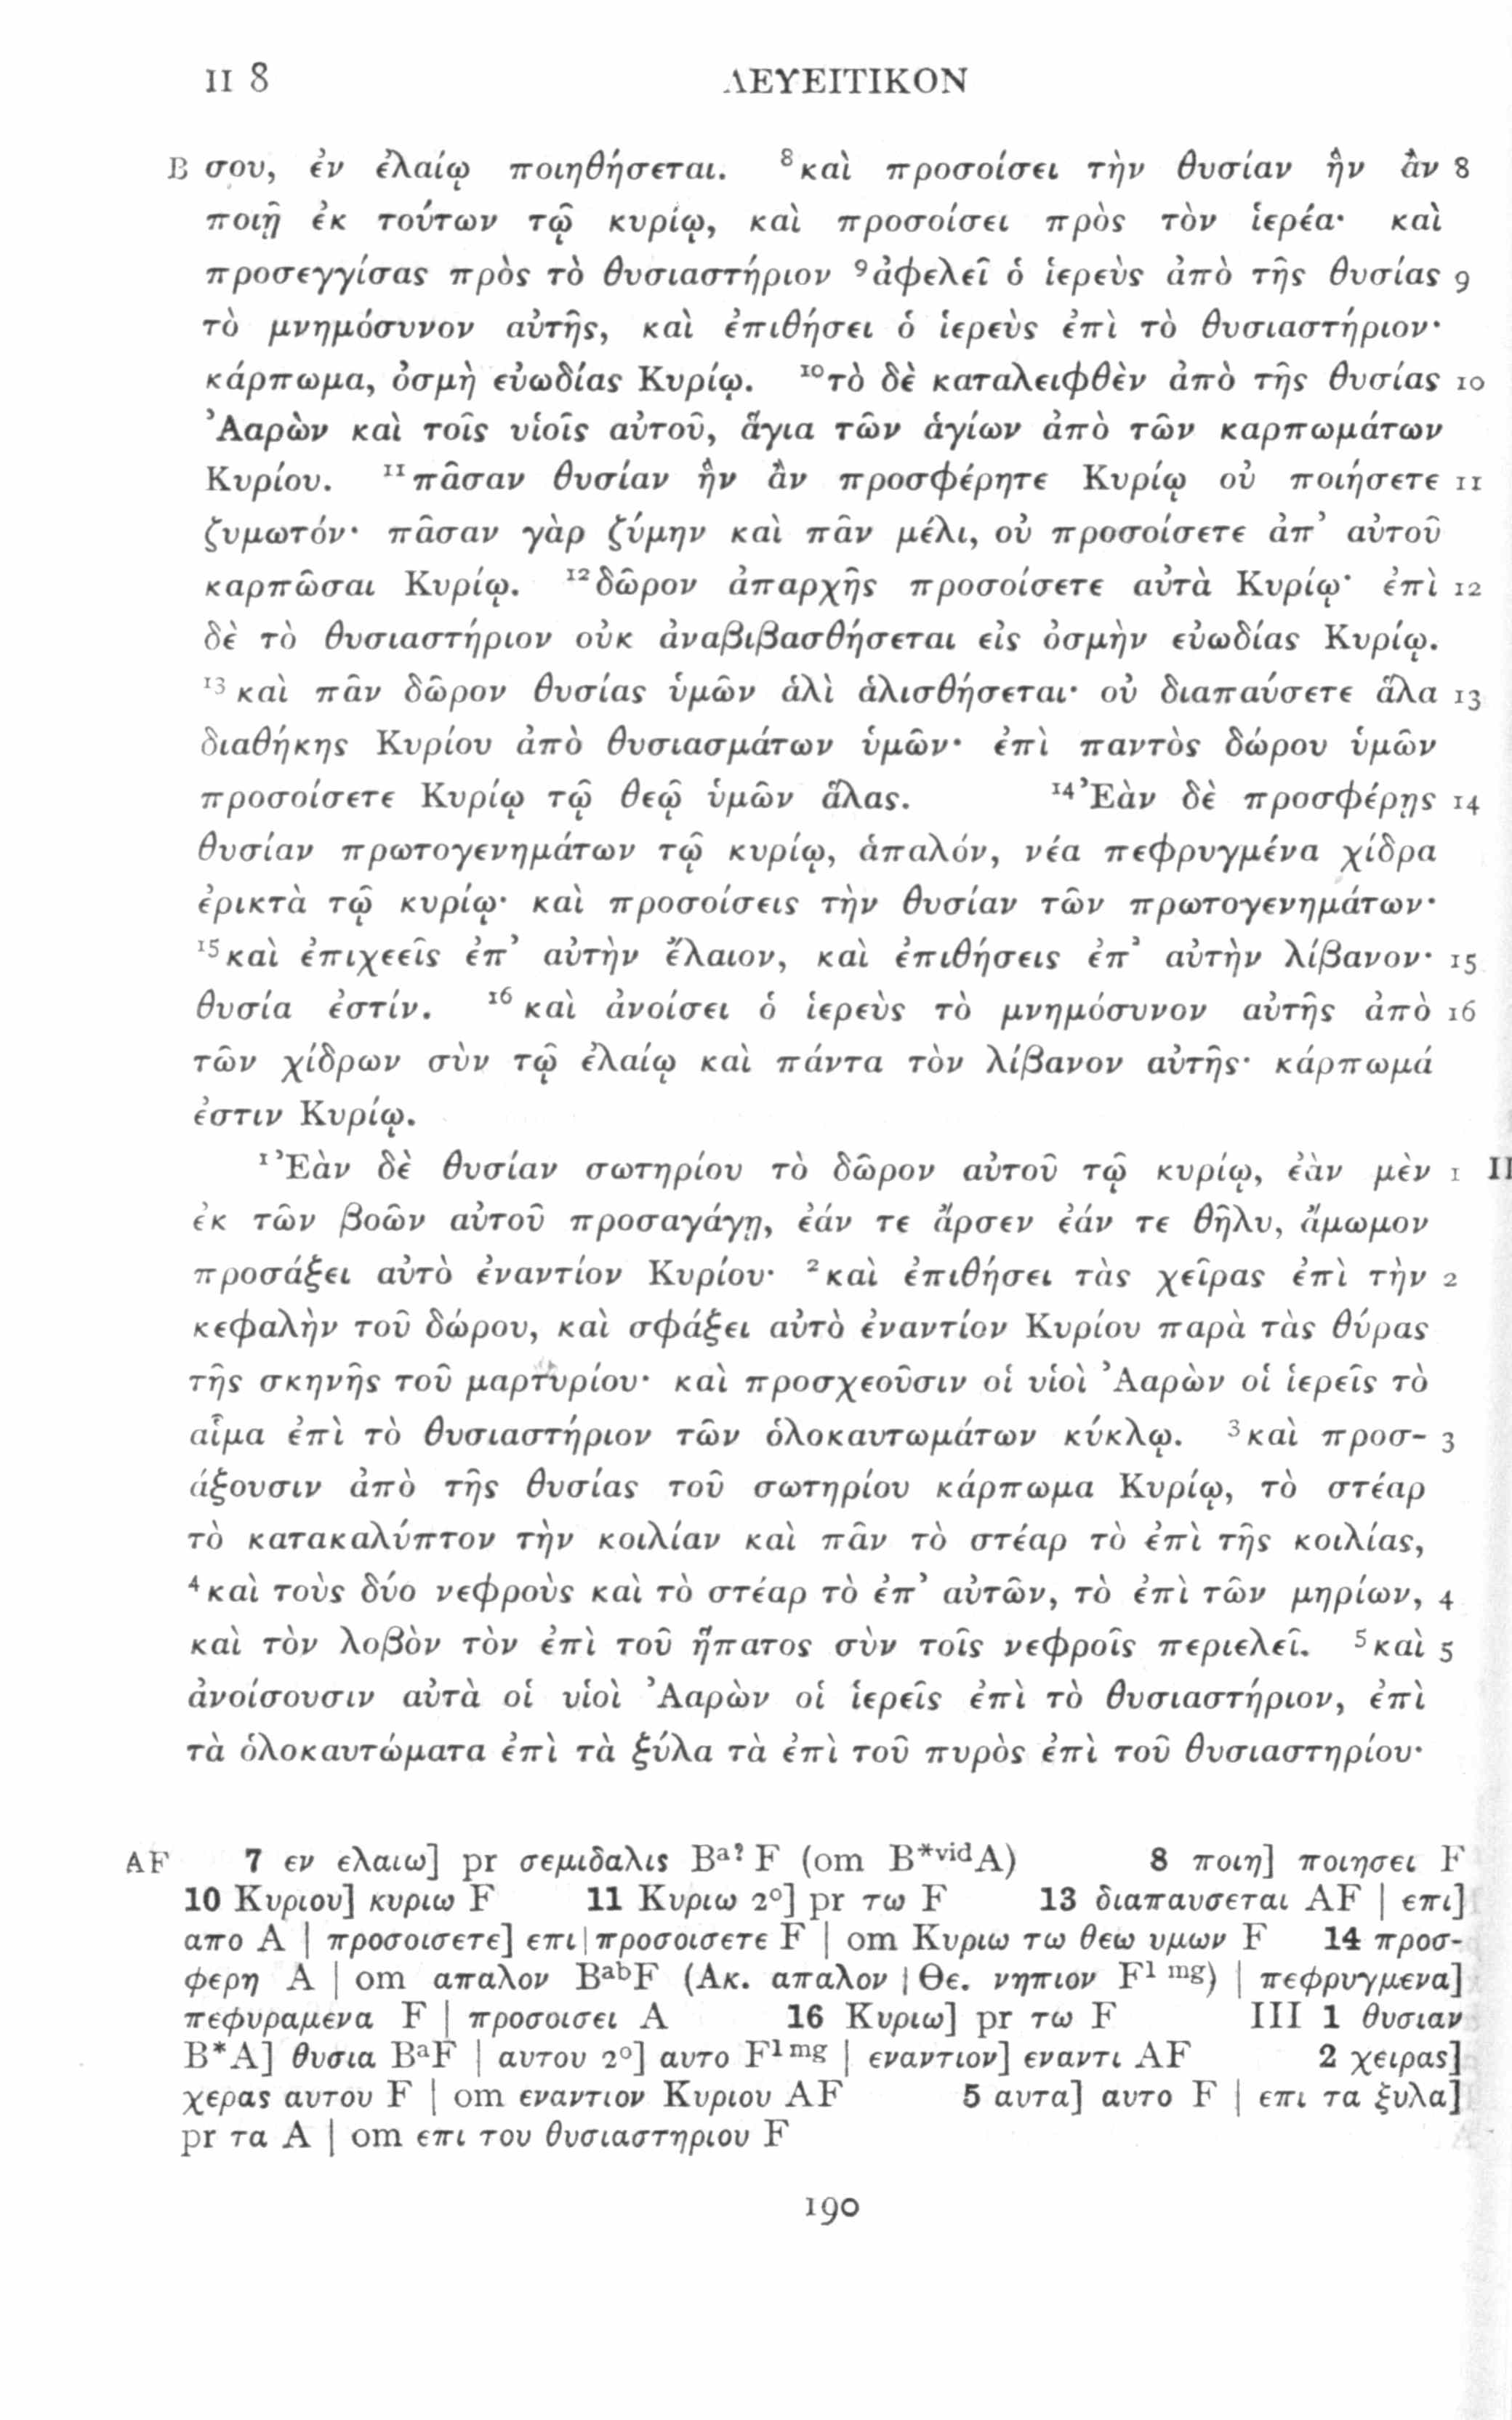 II 8 ΛΕΥΕΙΤΙΚΟΝ
B σου, ἐν ἐλαίῳ ποιηθήσεται. ⁸καὶ προσοίσει τὴν θυσίαν ἣν ἂν 8
ποιῇ ἐκ τούτων τῷ κυρίῳ, καὶ προσοίσει πρὸς τὸν ἱερέα· καὶ
προσεγγίσας πρὸς τὸ θυσιαστήριον ⁹ἀφελεῖ ὁ ἱερεὺς ἀπὸ τῆς θυσίας 9
τὸ μνημόσυνον αὐτῆς, καὶ ἐπιθήσει ὁ ἱερεὺς ἐπὶ τὸ θυσιαστήριον·
κάρπωμα, ὀσμὴ εὐωδίας Κυρίῳ. ¹⁰τὸ δὲ καταλειφθὲν ἀπὸ τῆς θυσίας 10
Ἀαρὼν καὶ τοῖς υἱοῖς αὐτοῦ, ἅγια τῶν ἁγίων ἀπὸ τῶν καρπωμάτων
Κυρίου. ¹¹πᾶσαν θυσίαν ἣν ἂν προσφέρητε Κυρίῳ οὐ ποιήσετε 11
ζυμωτόν· πᾶσαν γὰρ ζύμην καὶ πᾶν μέλι, οὐ προσοίσετε ἀπ’ αὐτοῦ
καρπῶσαι Κυρίῳ. ¹²δῶρον ἀπαρχῆς προσοίσετε αὐτὰ Κυρίῳ· ἐπὶ 12
δὲ τὸ θυσιαστήριον οὐκ ἀναβιβασθήσεται εἰς ὀσμὴν εὐωδίας Κυρίῳ.
¹³καὶ πᾶν δῶρον θυσίας ὑμῶν ἁλὶ ἁλισθήσεται· οὐ διαπαύσετε ἅλα 13
διαθήκης Κυρίου ἀπὸ θυσιασμάτων ὑμῶν· ἐπὶ παντὸς δώρου ὑμῶν
προσοίσετε Κυρίῳ τῷ θεῷ ὑμῶν ἅλας. ¹⁴Ἐὰν δὲ προσφέρῃς 14
θυσίαν πρωτογενημάτων τῷ κυρίῳ, ἁπαλόν, νέα πεφρυγμένα χίδρα
ἐρικτὰ τῷ κυρίῳ· καὶ προσοίσεις τὴν θυσίαν τῶν πρωτογενημάτων·
¹⁵καὶ ἐπιχεεῖς ἐπ’ αὐτὴν ἔλαιον, καὶ ἐπιθήσεις ἐπ’ αὐτὴν λίβανον· 15
θυσία ἐστίν. ¹⁶καὶ ἀνοίσει ὁ ἱερεὺς τὸ μνημόσυνον αὐτῆς ἀπὸ 16
τῶν χίδρων σὺν τῷ ἐλαίῳ καὶ πάντα τὸν λίβανον αὐτῆς· κάρπωμά
ἐστιν Κυρίῳ.
¹Ἐὰν δὲ θυσίαν σωτηρίου τὸ δῶρον αὐτοῦ τῷ κυρίῳ, ἐὰν μὲν 1 II
ἐκ τῶν βοῶν αὐτοῦ προσαγάγῃ, ἐάν τε ἄρσεν ἐάν τε θῆλυ, ἄμωμον
προσάξει αὐτὸ ἐναντίον Κυρίου· ²καὶ ἐπιθήσει τὰς χεῖρας ἐπὶ τὴν 2
κεφαλὴν τοῦ δώρου, καὶ σφάξει αὐτὸ ἐναντίον Κυρίου παρὰ τὰς θύρας
τῆς σκηνῆς τοῦ μαρτυρίου· καὶ προσχεοῦσιν οἱ υἱοὶ Ἀαρὼν οἱ ἱερεῖς τὸ
αἷμα ἐπὶ τὸ θυσιαστήριον τῶν ὁλοκαυτωμάτων κύκλῳ. ³καὶ προσ- 3
άξουσιν ἀπὸ τῆς θυσίας τοῦ σωτηρίου κάρπωμα Κυρίῳ, τὸ στέαρ
τὸ κατακαλύπτον τὴν κοιλίαν καὶ πᾶν τὸ στέαρ τὸ ἐπὶ τῆς κοιλίας,
⁴καὶ τοὺς δύο νεφροὺς καὶ τὸ στέαρ τὸ ἐπ’ αὐτῶν, τὸ ἐπὶ τῶν μηρίων, 4
καὶ τὸν λοβὸν τὸν ἐπὶ τοῦ ἥπατος σὺν τοῖς νεφροῖς περιελεῖ. ⁵καὶ 5
ἀνοίσουσιν αὐτὰ οἱ υἱοὶ Ἀαρὼν οἱ ἱερεῖς ἐπὶ τὸ θυσιαστήριον, ἐπὶ
τὰ ὁλοκαυτώματα ἐπὶ τὰ ξύλα τὰ ἐπὶ τοῦ πυρὸς ἐπὶ τοῦ θυσιαστηρίου·
AF 7 εν ελαιω] pr σεμιδαλις Bᵃ? F (om B*ᵛⁱᵈA) 8 ποιη] ποιησει F
10 Κυριου] κυριω F 11 Κυριω 2°] pr τω F 13 διαπαυσεται AF | επι]
απο A | προσοισετε] επι|προσοισετε F | om Κυριω τω θεω υμων F 14 προσ-
φερη A | om απαλον BᵃᵇF (Ακ. απαλον | Θε. νηπιον F¹ ᵐᵍ) | πεφρυγμενα]
πεφυραμενα F | προσοισει A 16 Κυριω] pr τω F III 1 θυσιαν
B*A] θυσια BᵃF | αυτου 2°] αυτο F¹ ᵐᵍ | εναντιον] εναντι AF 2 χειρας]
χερας αυτου F | om εναντιον Κυριου AF 5 αυτα] αυτο F | επι τα ξυλα]
pr τα A | om επι του θυσιαστηριου F
190